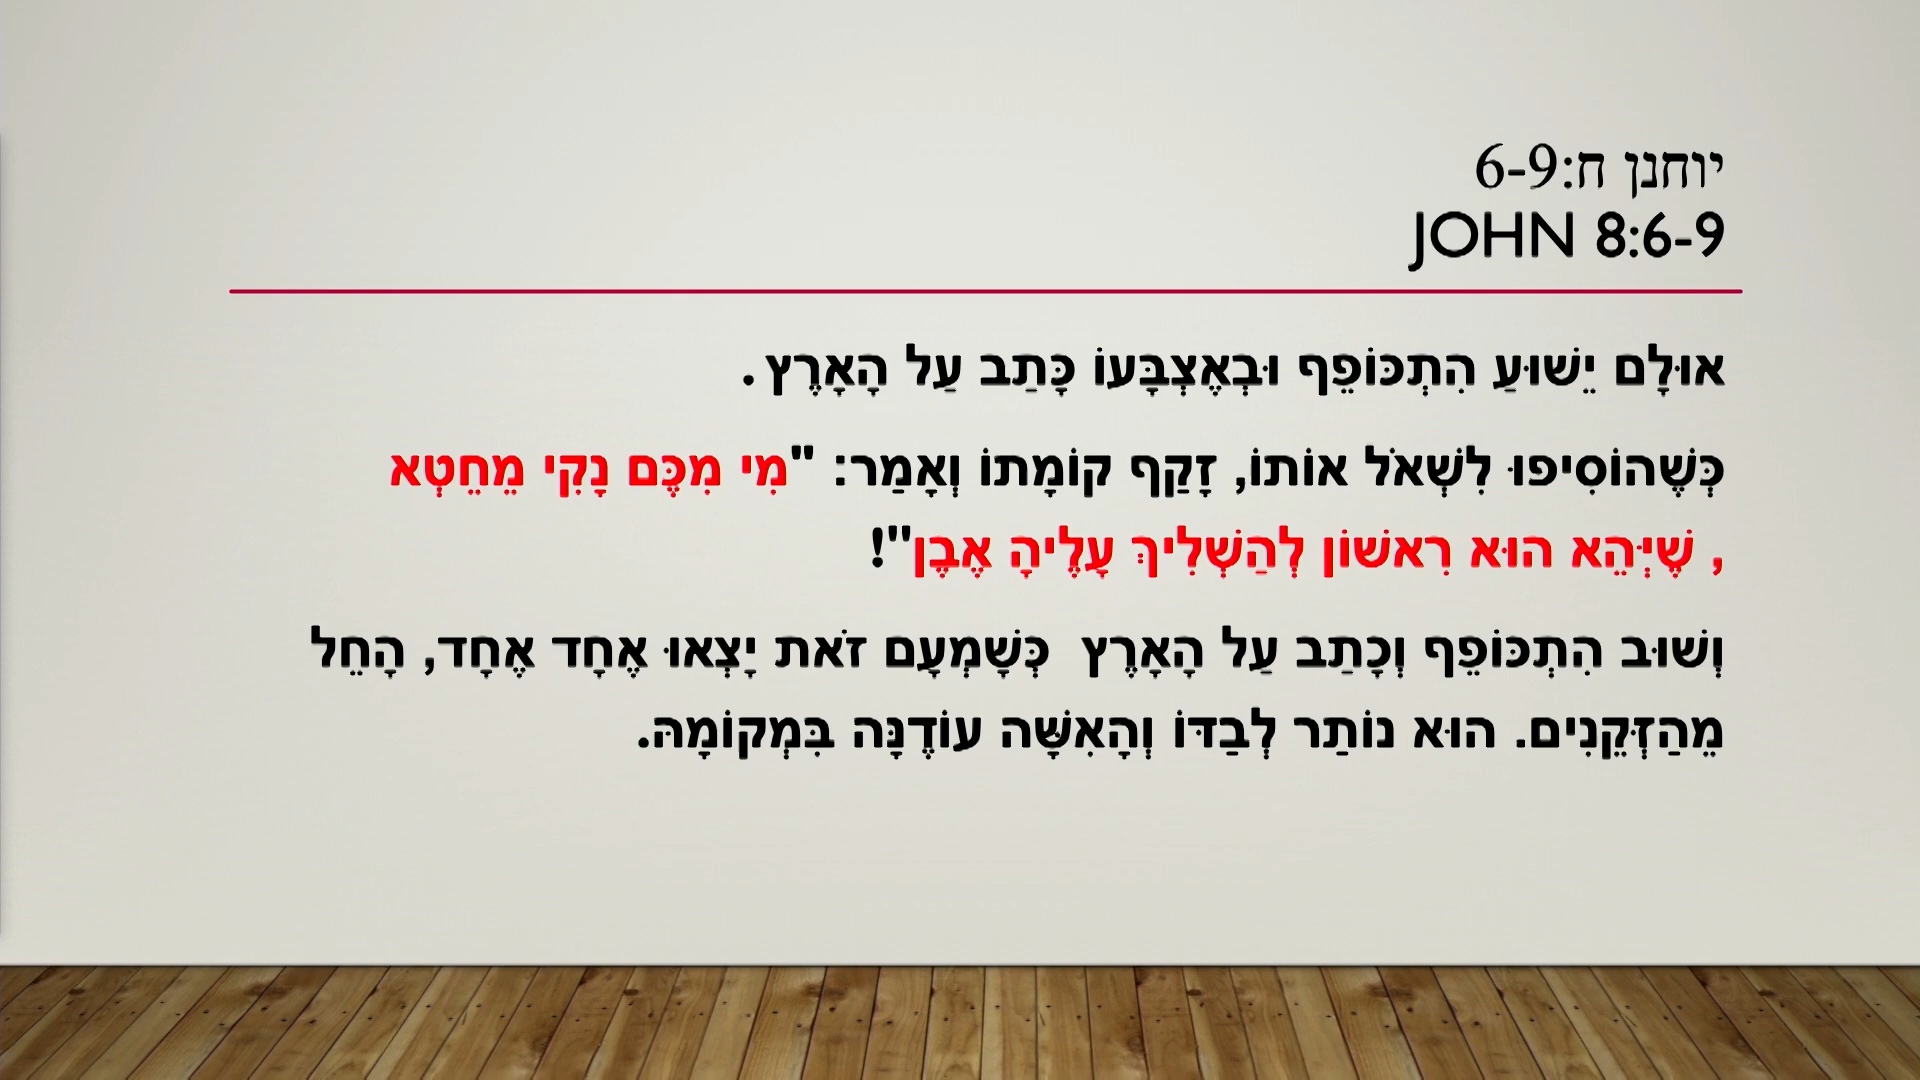 יוחנן ח:6-9
JOHN 8:6-9
אוּלָם יֵשׁוּעַ הִתְכּוֹפֵף וּבְאֶצְבָּעוֹ כָּתַב עַל הָאָרֶץ .
כְּשֶׁהוֹסִיפוּ לִשְׁאֹל אוֹתוֹ, זָקַף קוֹמָתוֹ וְאָמַר: "מִי מִכֶּם נָקִי מֵחֵטְא
, שֶׁיְּהֵא הוּא רִאשׁוֹן לְהַשְׁלִיךְ עָלֶיהָ אֶבֶן"!
וְשׁוּב הִתְכּוֹפֵף וְכָתַב עַל הָאָרֶץ  כְּשָׁמְעָם זֹאת יָצְאוּ אֶחָד אֶחָד, הָחֵל
מֵהַזְּקֵנִים. הוּא נוֹתַר לְבַדּוֹ וְהָאִשָּׁה עוֹדֶנָּה בִּמְקוֹמָהּ.